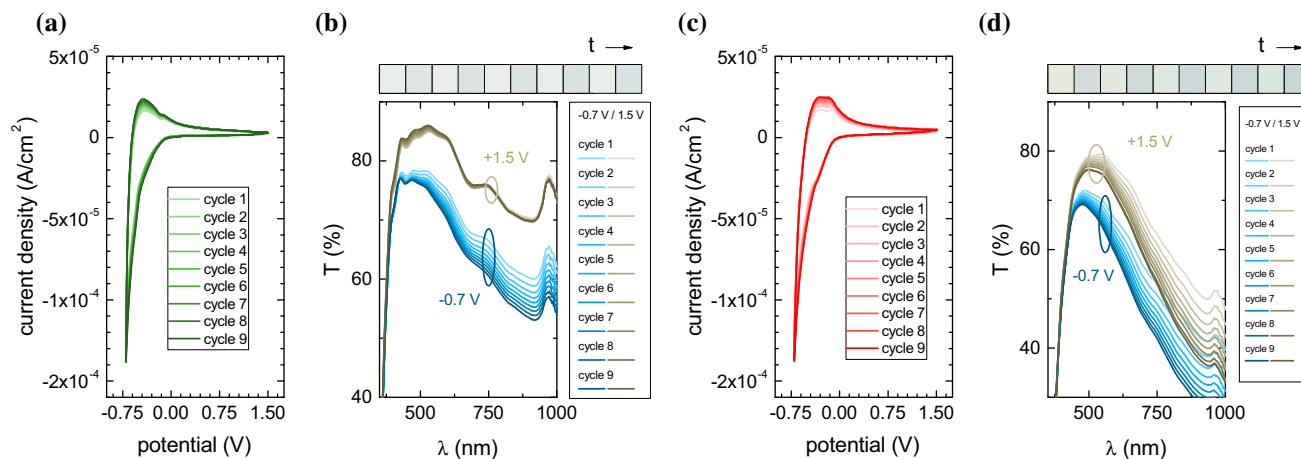 (a)
5x10⁻⁵
0
-5x10⁻⁵
-1x10⁻⁴
-2x10⁻⁴
current density (A/cm²)
cycle 1
cycle 2
cycle 3
cycle 4
cycle 5
cycle 6
cycle 7
cycle 8
cycle 9
-0.75 0.00 0.75 1.50
potential (V)
(b)
t
80
60
40
T (%)
+1.5 V
-0.7 V
500 750 1000
λ (nm)
-0.7 V / 1.5 V
cycle 1
cycle 2
cycle 3
cycle 4
cycle 5
cycle 6
cycle 7
cycle 8
cycle 9
(c)
5x10⁻⁵
0
-5x10⁻⁵
-1x10⁻⁴
-2x10⁻⁴
current density (A/cm²)
cycle 1
cycle 2
cycle 3
cycle 4
cycle 5
cycle 6
cycle 7
cycle 8
cycle 9
-0.75 0.00 0.75 1.50
potential (V)
(d)
t
80
60
40
T (%)
+1.5 V
-0.7 V
500 750 1000
λ (nm)
-0.7 V / 1.5 V
cycle 1
cycle 2
cycle 3
cycle 4
cycle 5
cycle 6
cycle 7
cycle 8
cycle 9